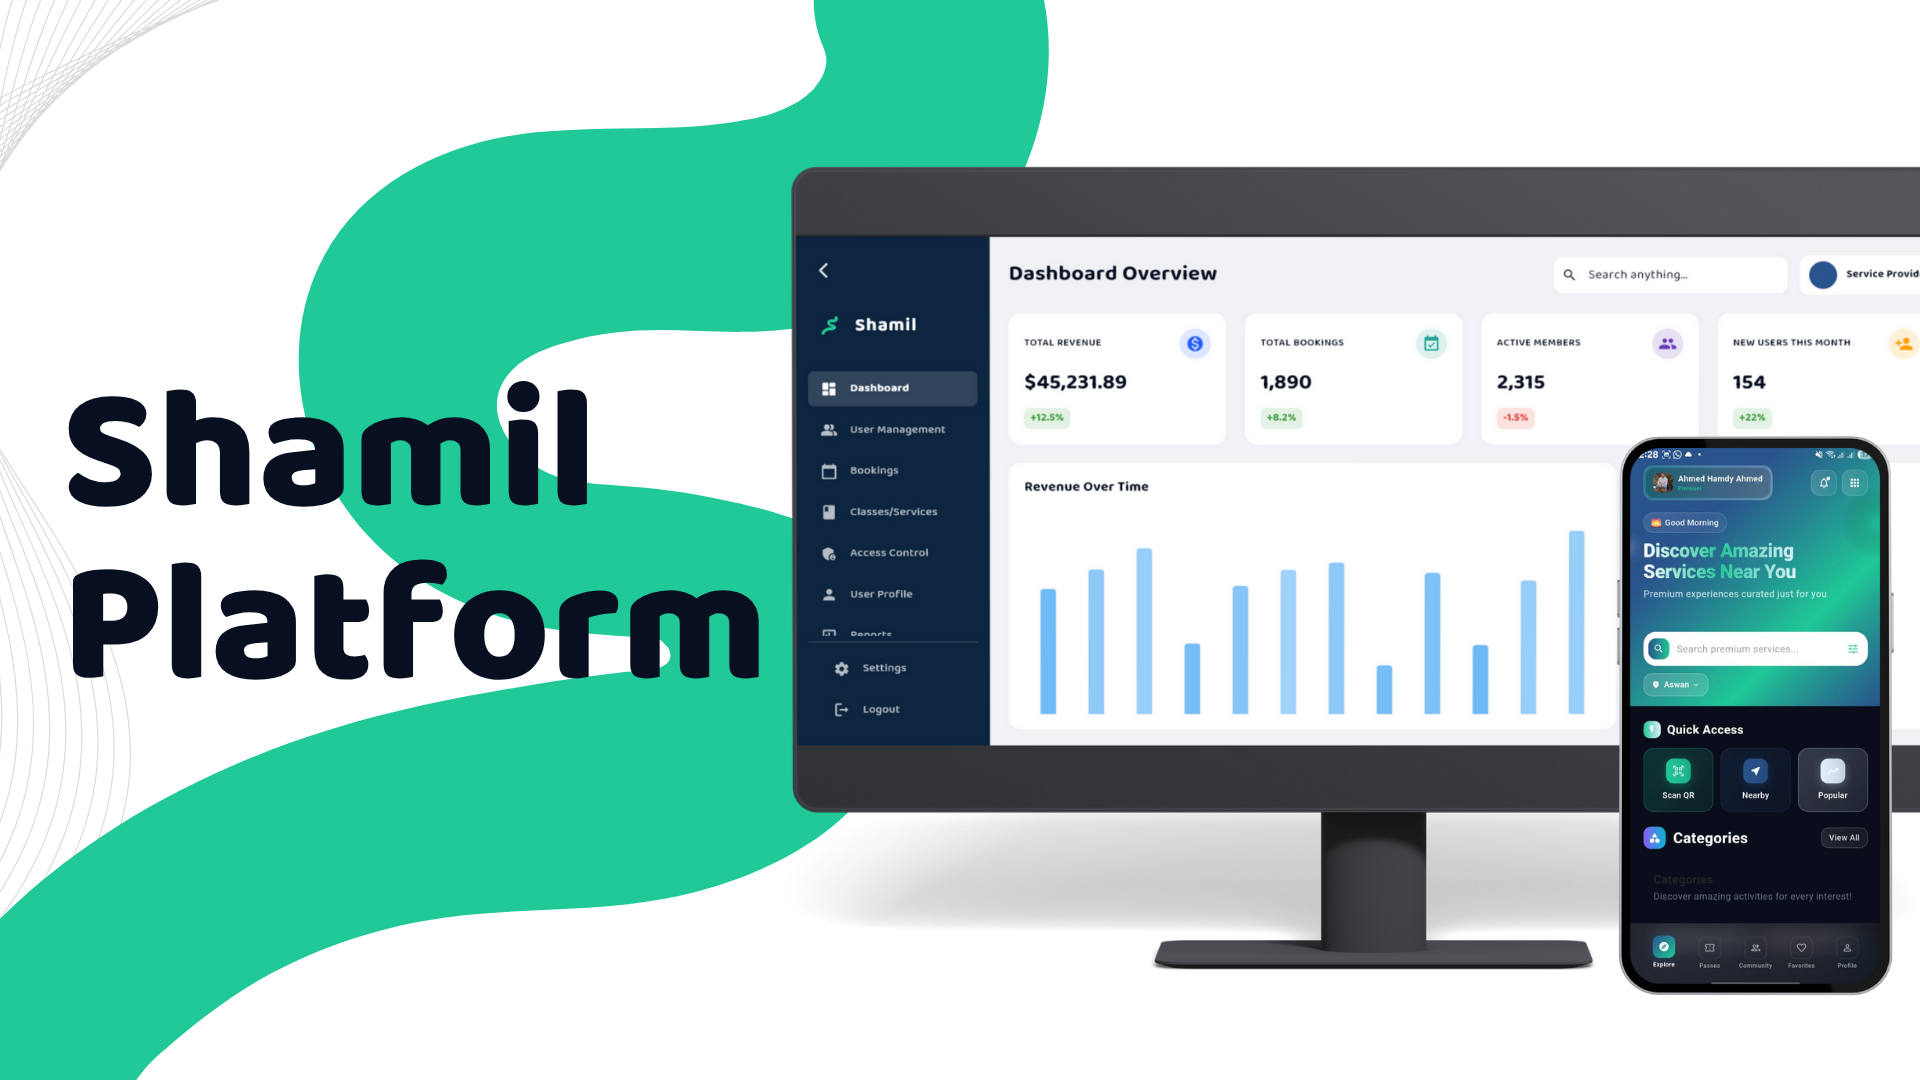 Shamil
Platform
Dashboard Overview
Search anything...
Service Provid
Shamil
Dashboard
User Management
Bookings
Classes/Services
Access Control
User Profile
Reports
Settings
Logout
TOTAL REVENUE
$45,231.89
+12.5%
TOTAL BOOKINGS
1,890
+8.2%
ACTIVE MEMBERS
2,315
-1.5%
NEW USERS THIS MONTH
154
+22%
Revenue Over Time
:28
Ahmed Hamdy Ahmed
Premium
Good Morning
Discover Amazing
Services Near You
Premium experiences curated just for you
Search premium services...
Aswan
Quick Access
Scan QR
Nearby
Popular
Categories
View All
Categories
Discover amazing activities for every interest!
Explore
Passes
Community
Favorites
Profile